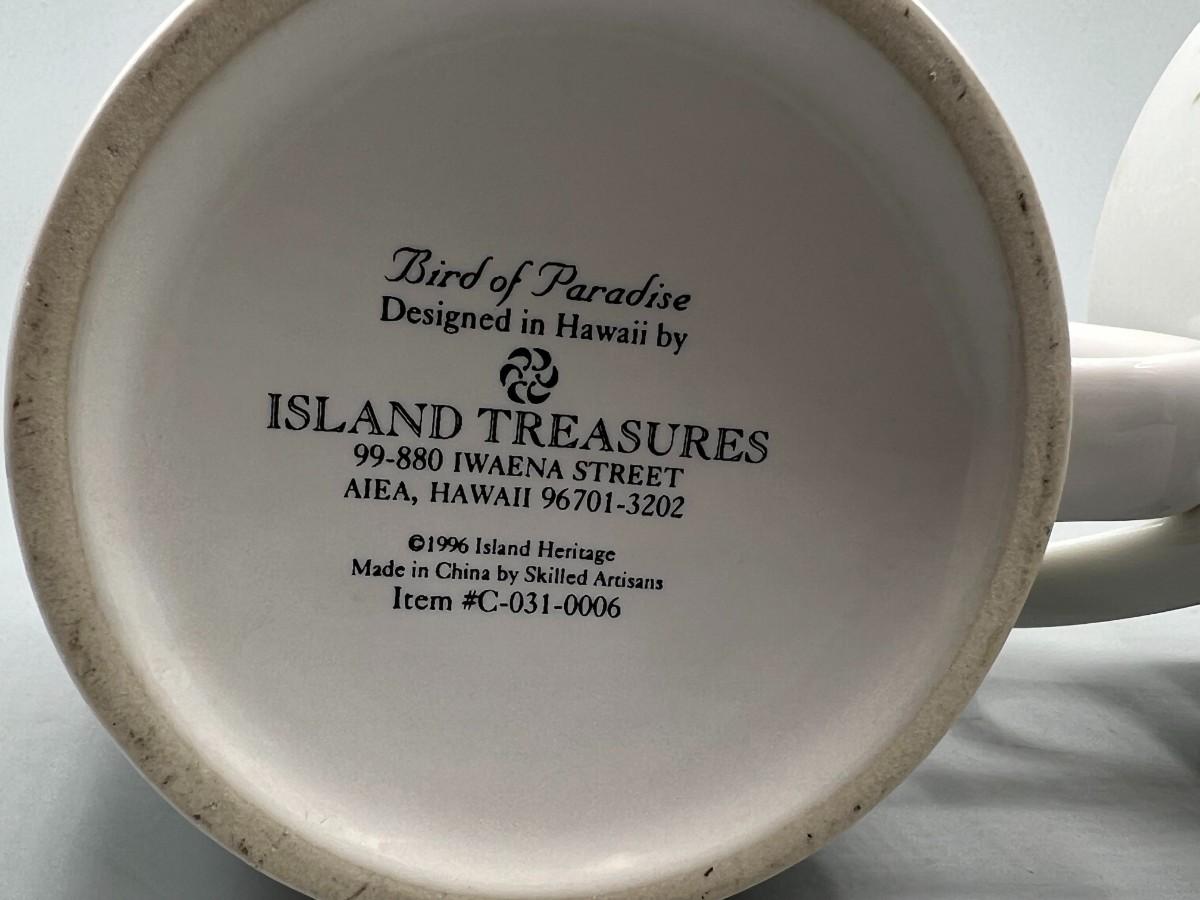 Bird of Paradise
Designed in Hawaii by
ISLAND TREASURES
99-880 IWAENA STREET
AIEA, HAWAII 96701-3202
©1996 Island Heritage
Made in China by Skilled Artisans
Item #C-031-0006